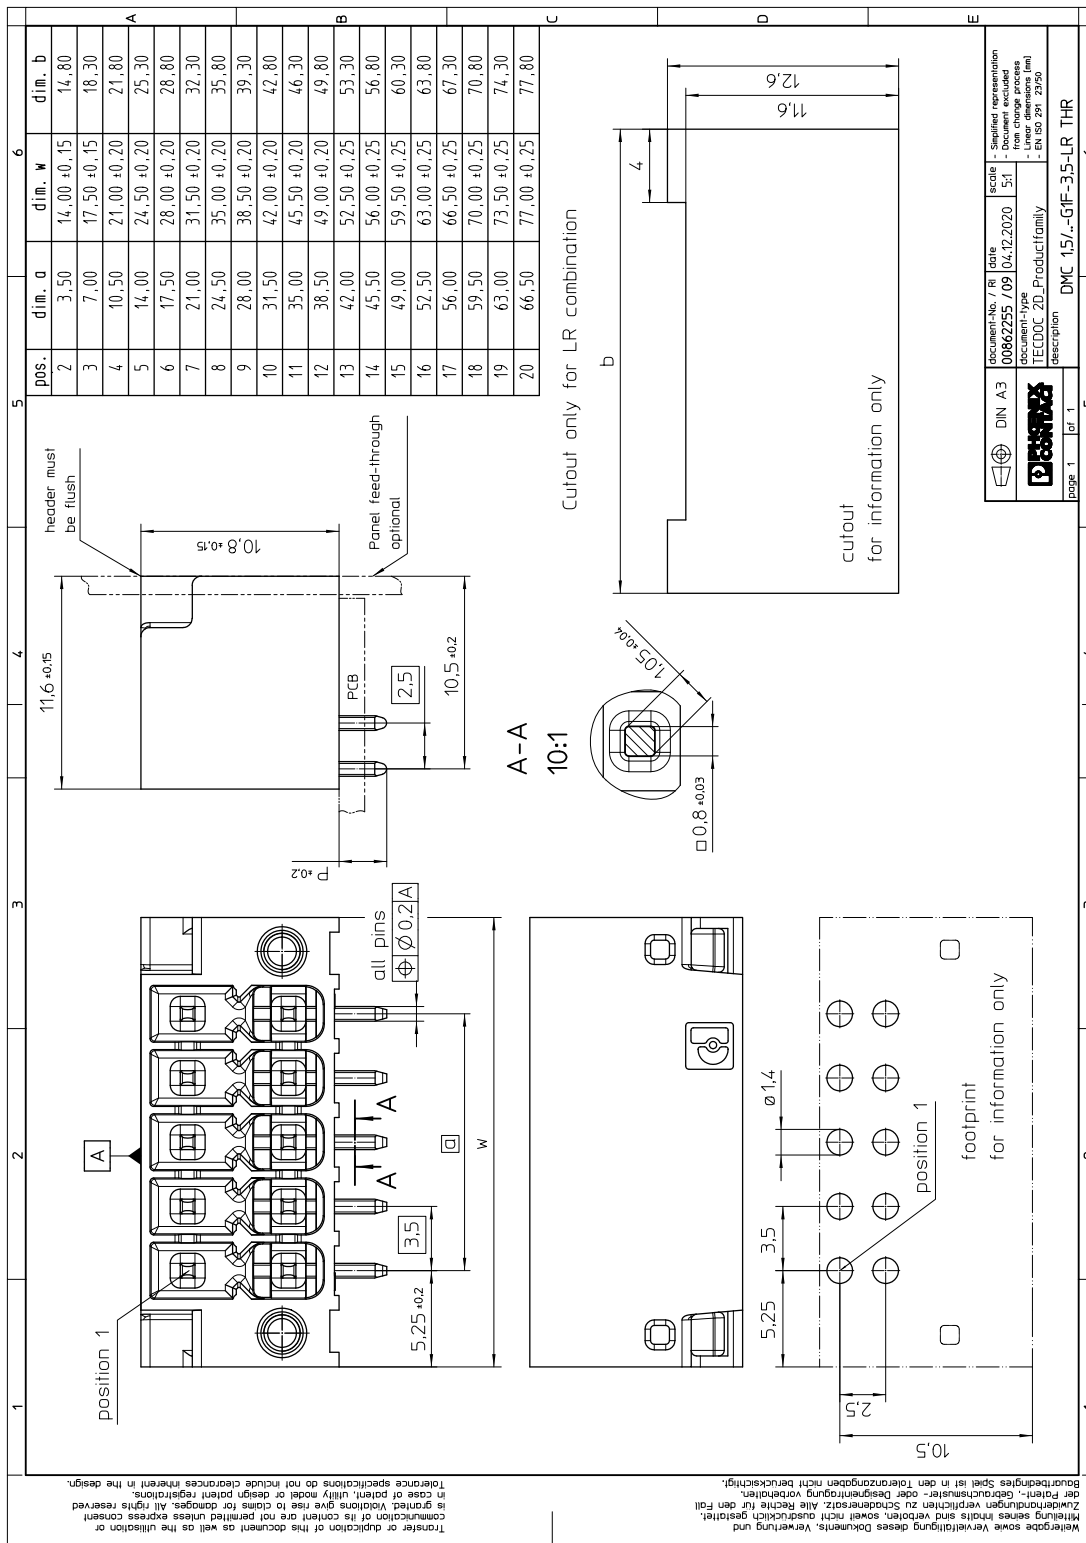 1 2 3 4 5 6
A
B
C
D
E
pos. dim. a dim. w dim. b
2 3,50 14,00 ±0,15 14,80
3 7,00 17,50 ±0,15 18,30
4 10,50 21,00 ±0,20 21,80
5 14,00 24,50 ±0,20 25,30
6 17,50 28,00 ±0,20 28,80
7 21,00 31,50 ±0,20 32,30
8 24,50 35,00 ±0,20 35,80
9 28,00 38,50 ±0,20 39,30
10 31,50 42,00 ±0,20 42,80
11 35,00 45,50 ±0,20 46,30
12 38,50 49,00 ±0,20 49,80
13 42,00 52,50 ±0,25 53,30
14 45,50 56,00 ±0,25 56,80
15 49,00 59,50 ±0,25 60,30
16 52,50 63,00 ±0,25 63,80
17 56,00 66,50 ±0,25 67,30
18 59,50 70,00 ±0,25 70,80
19 63,00 73,50 ±0,25 74,30
20 66,50 77,00 ±0,25 77,80
position 1
A
all pins
⌖ Ø 0,2 A
A A
3,5
5,25 ±0,2
a
w
header must
be flush
11,6 ±0,15
10,8 ±0,15
Panel feed-through
optional
PCB
2,5
10,5 ±0,2
P ±0,2
A-A
10:1
1,05 ±0,04
□ 0,8 ±0,03
Cutout only for LR combination
b
4
11,6
12,6
cutout
for information only
5,25
3,5
ø 1,4
position 1
footprint
for information only
2,5
10,5
DIN A3
document-No. / RI
00862255 / 09
date
04.12.2020
scale
5:1
- Simplified representation
- Document excluded
from change process
- Linear dimensions [mm]
- EN ISO 291 23/50
PHOENIX
CONTACT
document-type
TECDOC 2D_Productfamily
page 1 of 1
description
DMC 1,5/..-G1F-3,5-LR THR
Transfer or duplication of this document as well as the utilisation or
communication of its content are not permitted unless express consent
is granted. Violations give rise to claims for damages. All rights reserved
in case of patent, utility model or design patent registrations.
Tolerance specifications do not include clearances inherent in the design.
Weitergabe sowie Vervielfältigung dieses Dokuments, Verwertung und
Mitteilung seines Inhalts sind verboten, soweit nicht ausdrücklich gestattet.
Zuwiderhandlungen verpflichten zu Schadenersatz. Alle Rechte für den Fall
der Patent-, Gebrauchsmuster- oder Designeintragung vorbehalten.
Bauartbedingtes Spiel ist in den Toleranzangaben nicht berücksichtigt.